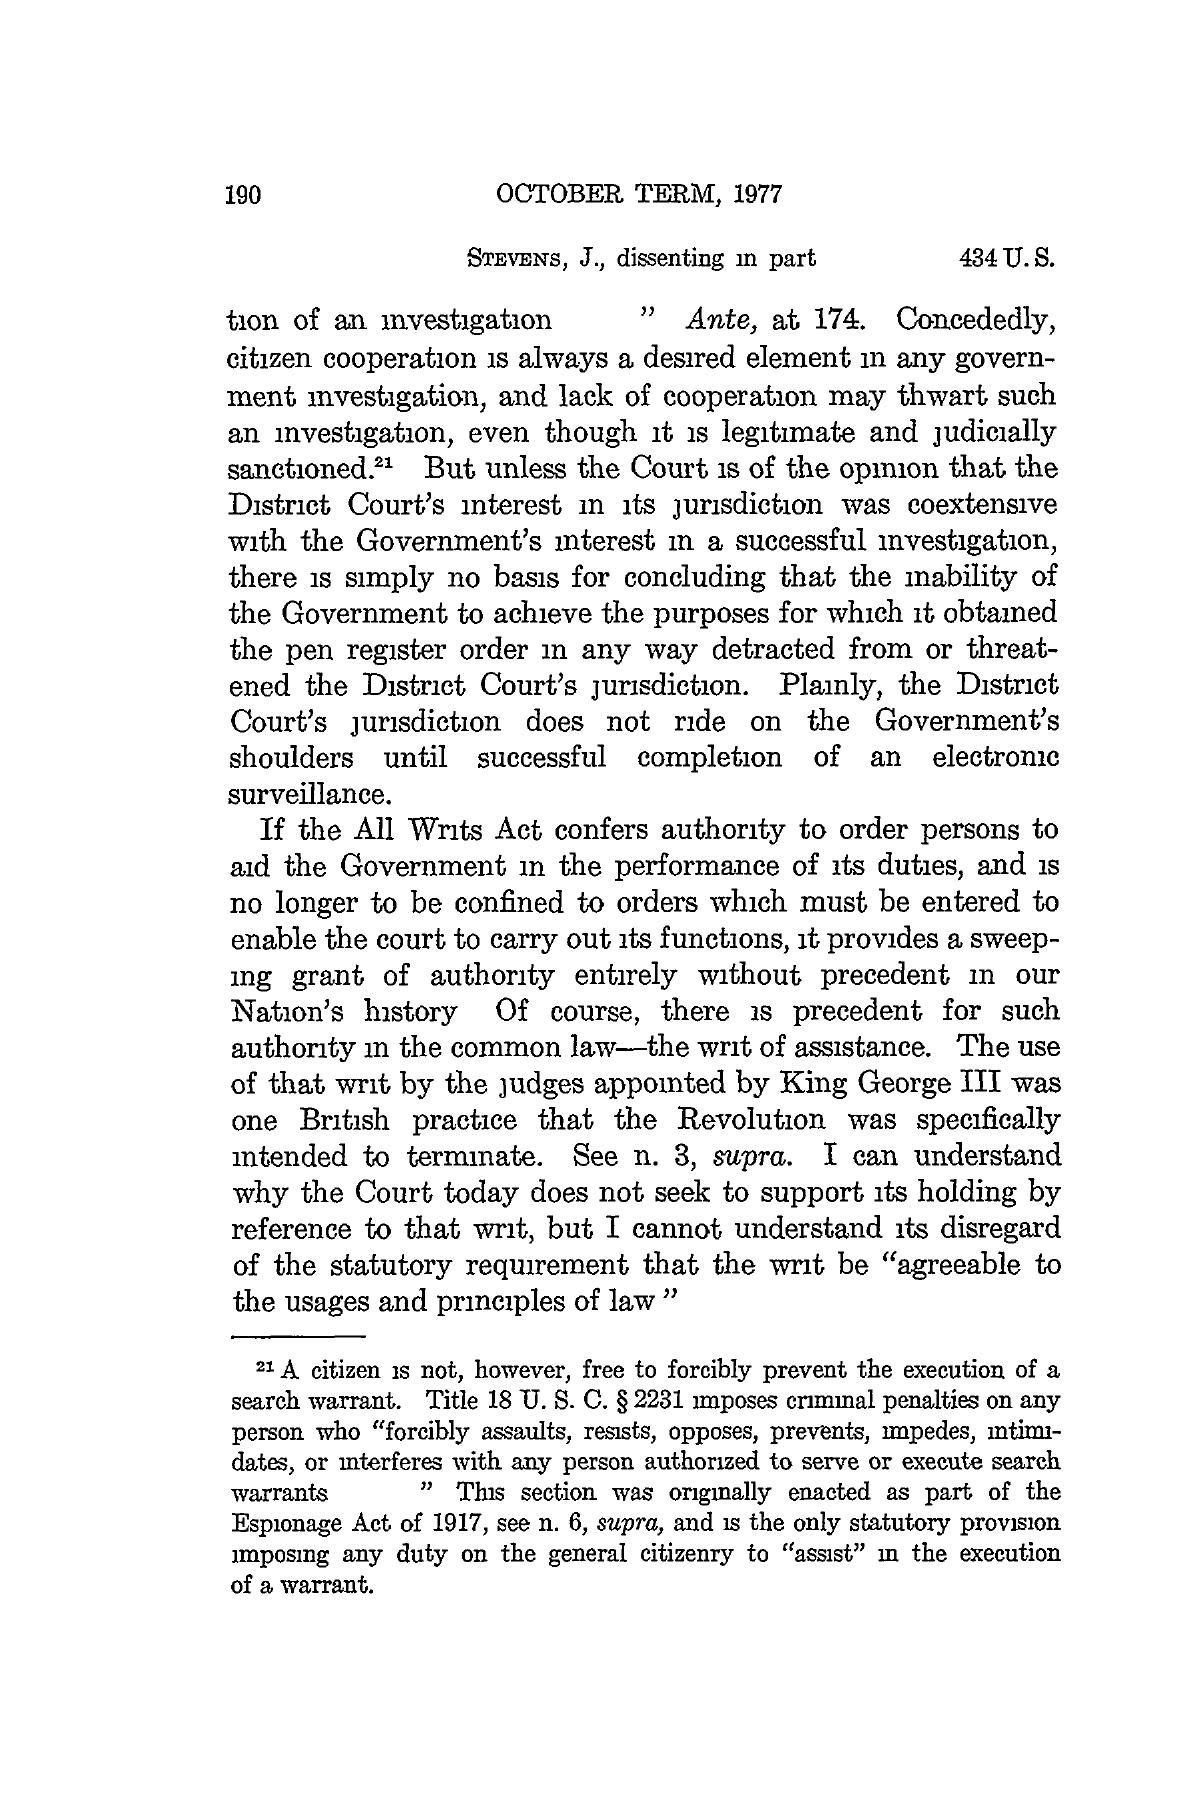 190 OCTOBER TERM, 1977
STEVENS, J., dissenting in part 434 U. S.
tion of an investigation ” Ante, at 174. Concededly,
citizen cooperation is always a desired element in any govern-
ment investigation, and lack of cooperation may thwart such
an investigation, even though it is legitimate and judicially
sanctioned.²¹ But unless the Court is of the opinion that the
District Court’s interest in its jurisdiction was coextensive
with the Government’s interest in a successful investigation,
there is simply no basis for concluding that the inability of
the Government to achieve the purposes for which it obtained
the pen register order in any way detracted from or threat-
ened the District Court’s jurisdiction. Plainly, the District
Court’s jurisdiction does not ride on the Government’s
shoulders until successful completion of an electronic
surveillance.
If the All Writs Act confers authority to order persons to
aid the Government in the performance of its duties, and is
no longer to be confined to orders which must be entered to
enable the court to carry out its functions, it provides a sweep-
ing grant of authority entirely without precedent in our
Nation’s history Of course, there is precedent for such
authority in the common law—the writ of assistance. The use
of that writ by the judges appointed by King George III was
one British practice that the Revolution was specifically
intended to terminate. See n. 3, supra. I can understand
why the Court today does not seek to support its holding by
reference to that writ, but I cannot understand its disregard
of the statutory requirement that the writ be “agreeable to
the usages and principles of law ”
²¹ A citizen is not, however, free to forcibly prevent the execution of a
search warrant. Title 18 U. S. C. § 2231 imposes criminal penalties on any
person who “forcibly assaults, resists, opposes, prevents, impedes, intimi-
dates, or interferes with any person authorized to serve or execute search
warrants ” This section was originally enacted as part of the
Espionage Act of 1917, see n. 6, supra, and is the only statutory provision
imposing any duty on the general citizenry to “assist” in the execution
of a warrant.